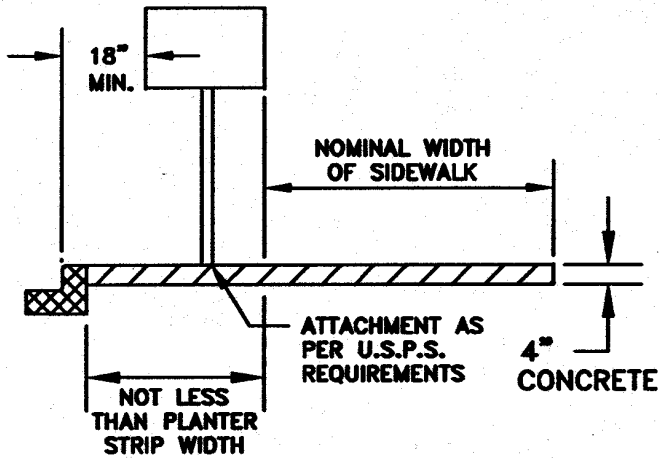 18"
MIN.
NOMINAL WIDTH
OF SIDEWALK
ATTACHMENT AS
PER U.S.P.S.
REQUIREMENTS
4"
CONCRETE
NOT LESS
THAN PLANTER
STRIP WIDTH